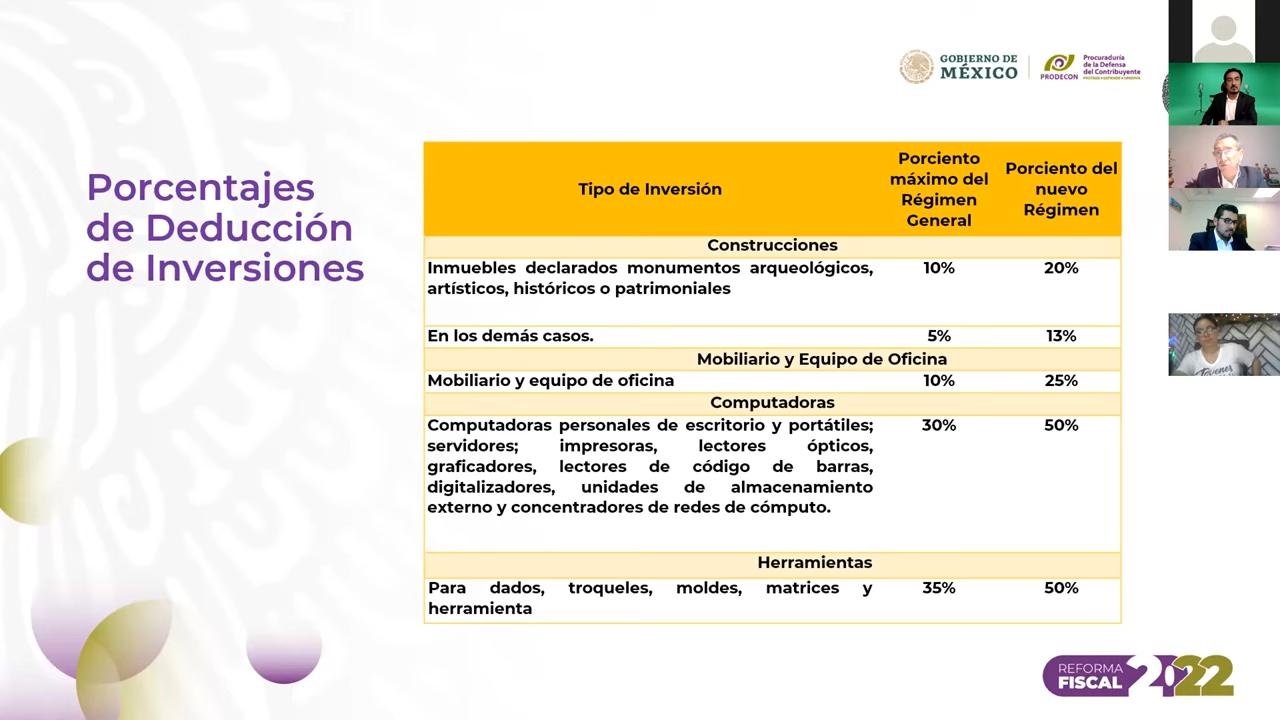 GOBIERNO DE
MÉXICO
PRODECON
Procuraduría
de la Defensa
del Contribuyente
Porcentajes
de Deducción
de Inversiones
Tipo de Inversión
Porciento
máximo del
Régimen
General
Porciento del
nuevo
Régimen
Construcciones
Inmuebles declarados monumentos arqueológicos,
artísticos, históricos o patrimoniales
10%
20%
En los demás casos.
5%
13%
Mobiliario y Equipo de Oficina
Mobiliario y equipo de oficina
10%
25%
Computadoras
Computadoras personales de escritorio y portátiles;
servidores; impresoras, lectores ópticos,
graficadores, lectores de código de barras,
digitalizadores, unidades de almacenamiento
externo y concentradores de redes de cómputo.
30%
50%
Herramientas
Para dados, troqueles, moldes, matrices y
herramienta
35%
50%
REFORMA
FISCAL
2022